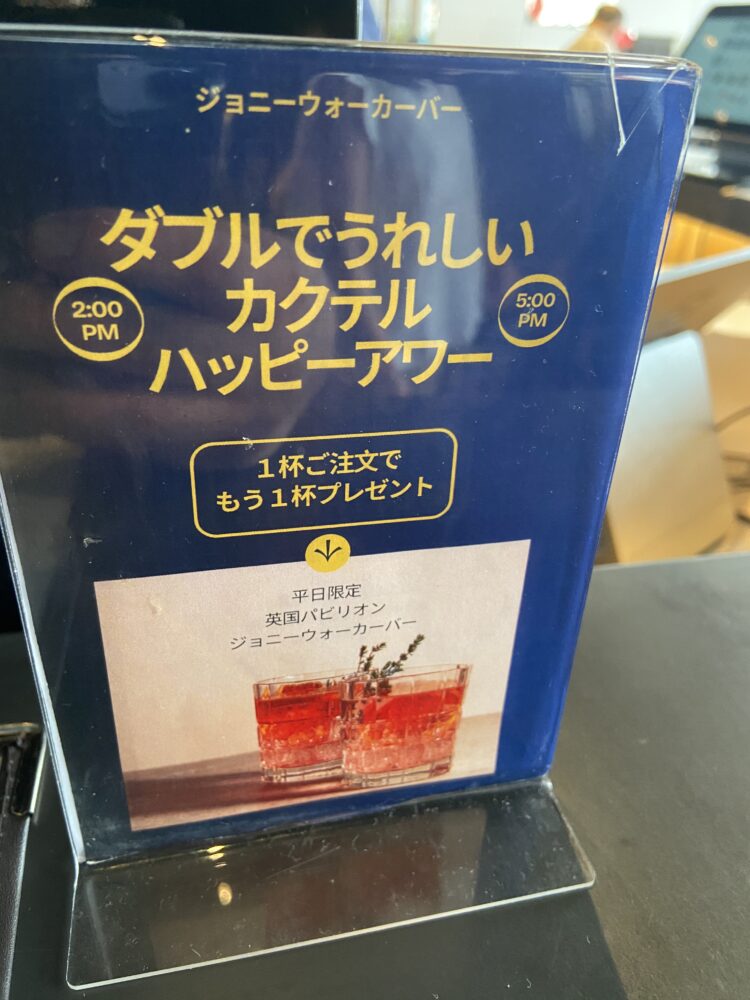 ジョニーウォーカーバー
ダブルでうれしい
カクテル
ハッピーアワー
2:00
PM
5:00
PM
1杯ご注文で
もう1杯プレゼント
平日限定
英国パビリオン
ジョニーウォーカーバー